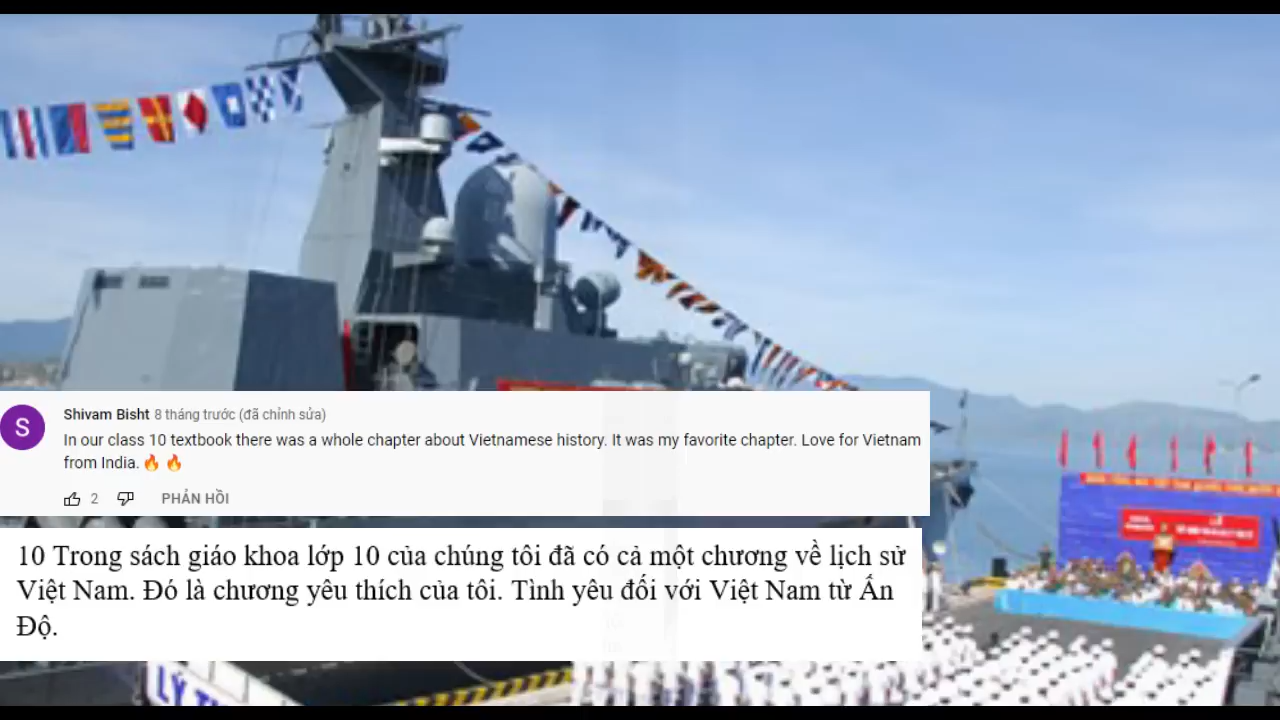 Shivam Bisht 8 tháng trước (đã chỉnh sửa)
In our class 10 textbook there was a whole chapter about Vietnamese history. It was my favorite chapter. Love for Vietnam
from India. 🔥 🔥
2 PHẢN HỒI
10 Trong sách giáo khoa lớp 10 của chúng tôi đã có cả một chương về lịch sử
Việt Nam. Đó là chương yêu thích của tôi. Tình yêu đối với Việt Nam từ Ấn
Độ.
LÝ